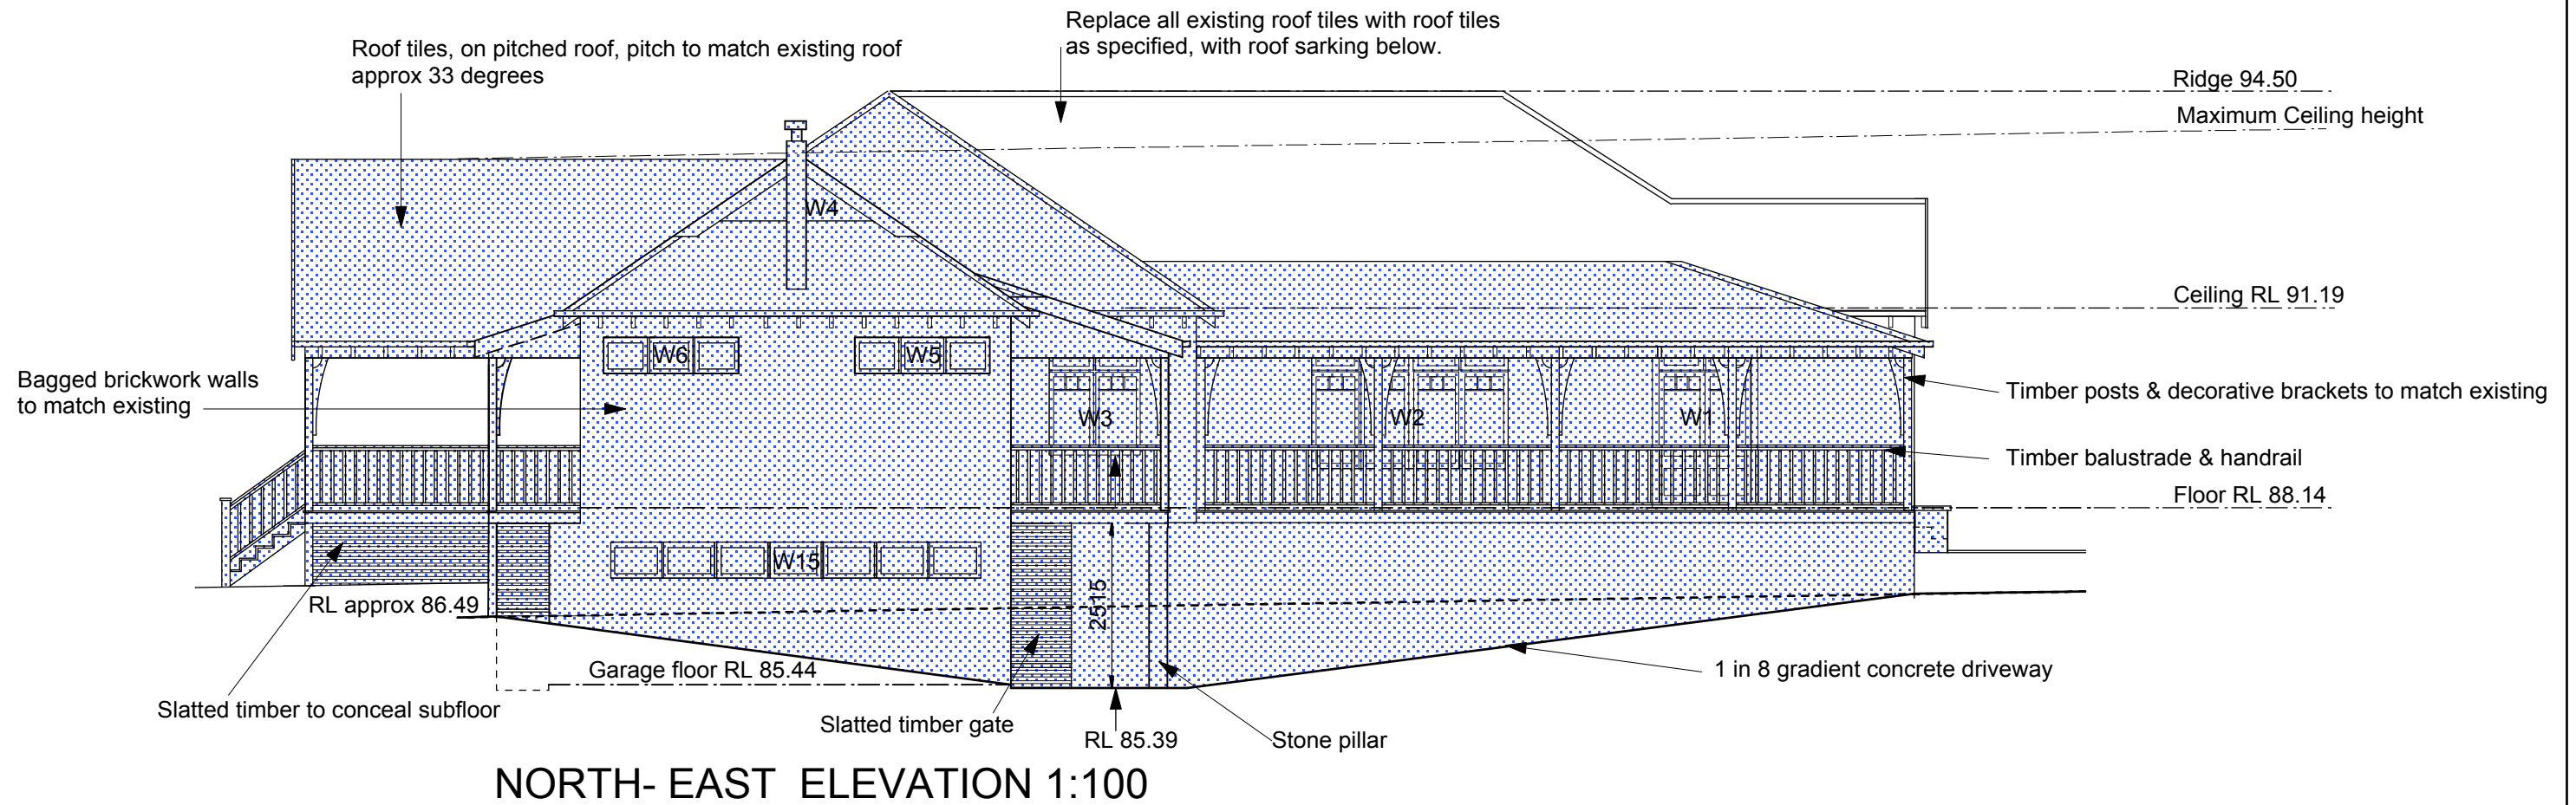 Replace all existing roof tiles with roof tiles
as specified, with roof sarking below.
Roof tiles, on pitched roof, pitch to match existing roof
approx 33 degrees
Ridge 94.50
Maximum Ceiling height
W4
Ceiling RL 91.19
W6
W5
Bagged brickwork walls
to match existing
W3
W2
W1
Timber posts & decorative brackets to match existing
Timber balustrade & handrail
Floor RL 88.14
W15
2515
RL approx 86.49
Garage floor RL 85.44
1 in 8 gradient concrete driveway
Slatted timber to conceal subfloor
Slatted timber gate
RL 85.39
Stone pillar
NORTH- EAST ELEVATION 1:100